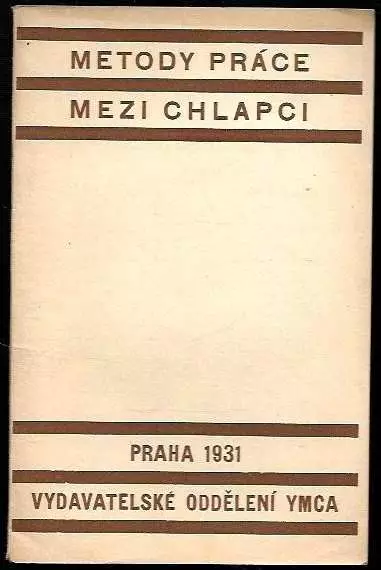 METODY PRÁCE
MEZI CHLAPCI
PRAHA 1931
VYDAVATELSKÉ ODDĚLENÍ YMCA